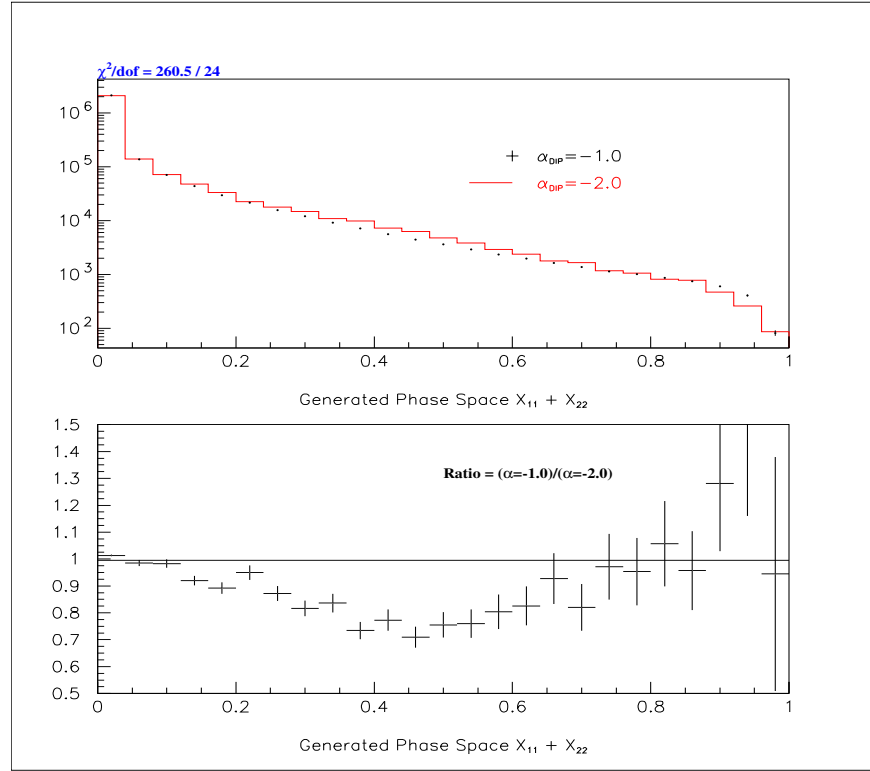 χ²/dof = 260.5 / 24
10⁶
10⁵
10⁴
10³
10²
α_DIP=−1.0
α_DIP=−2.0
0 0.2 0.4 0.6 0.8 1
Generated Phase Space X₁₁ + X₂₂
1.5
1.4
1.3
1.2
1.1
1
0.9
0.8
0.7
0.6
0.5
Ratio = (α=-1.0)/(α=-2.0)
0 0.2 0.4 0.6 0.8 1
Generated Phase Space X₁₁ + X₂₂